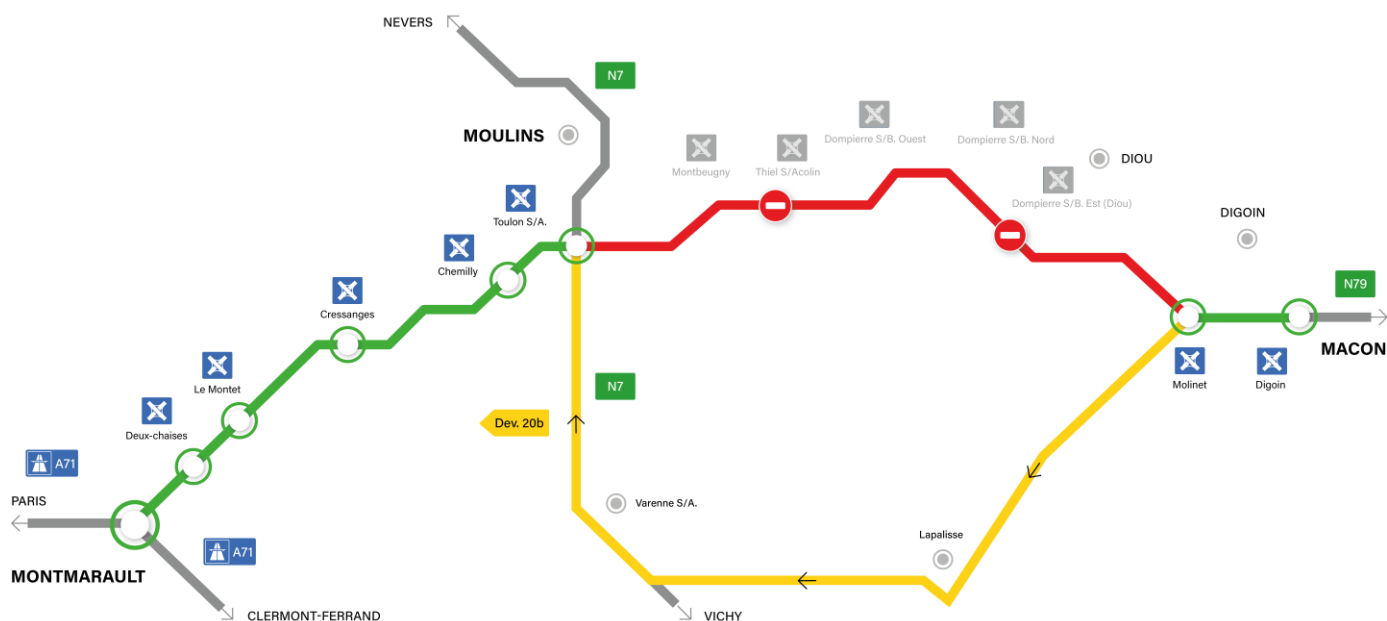 NEVERS
N7
MOULINS
Dompierre S/B. Ouest
Dompierre S/B. Nord
Montbeugny
Thiel S/Acolin
DIOU
Dompierre S/B. Est (Diou)
Toulon S/A.
DIGOIN
Chemilly
N79
Cressanges
MACON
Molinet
Digoin
Le Montet
N7
Dev. 20b
Deux-chaises
A71
PARIS
Varenne S/A.
Lapalisse
A71
MONTMARAULT
CLERMONT-FERRAND
VICHY